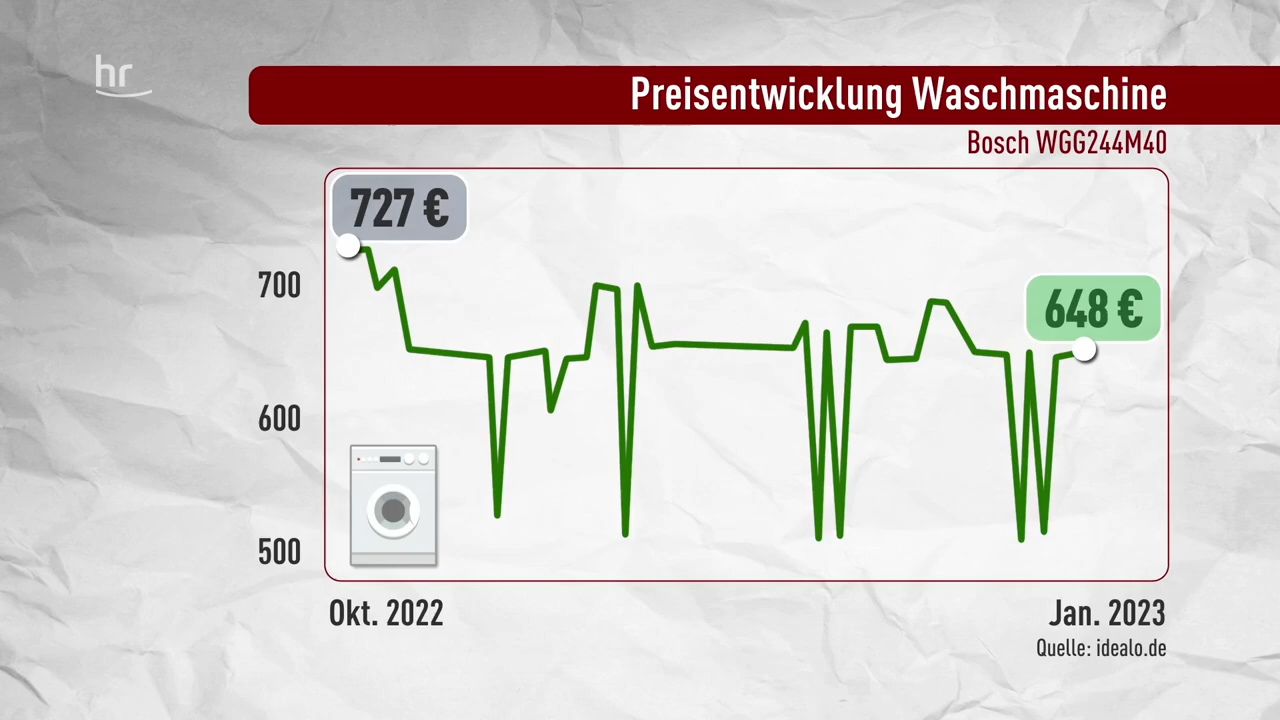 hr
Preisentwicklung Waschmaschine
Bosch WGG244M40
727 €
700
648 €
600
500
Okt. 2022
Jan. 2023
Quelle: idealo.de